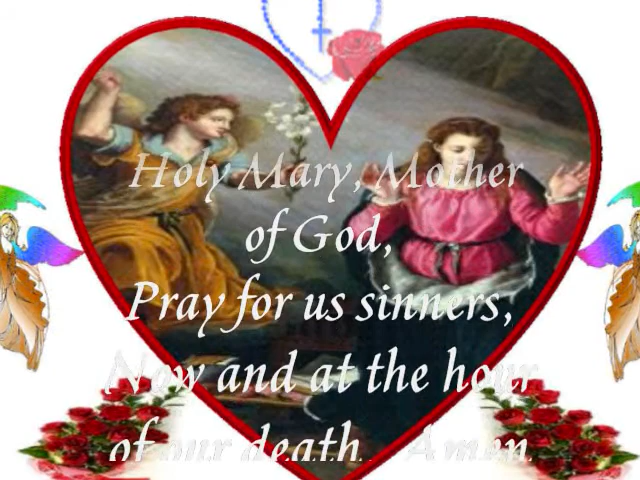 Holy Mary, Mother
of God,
Pray for us sinners,
Now and at the hour
of our death. Amen.